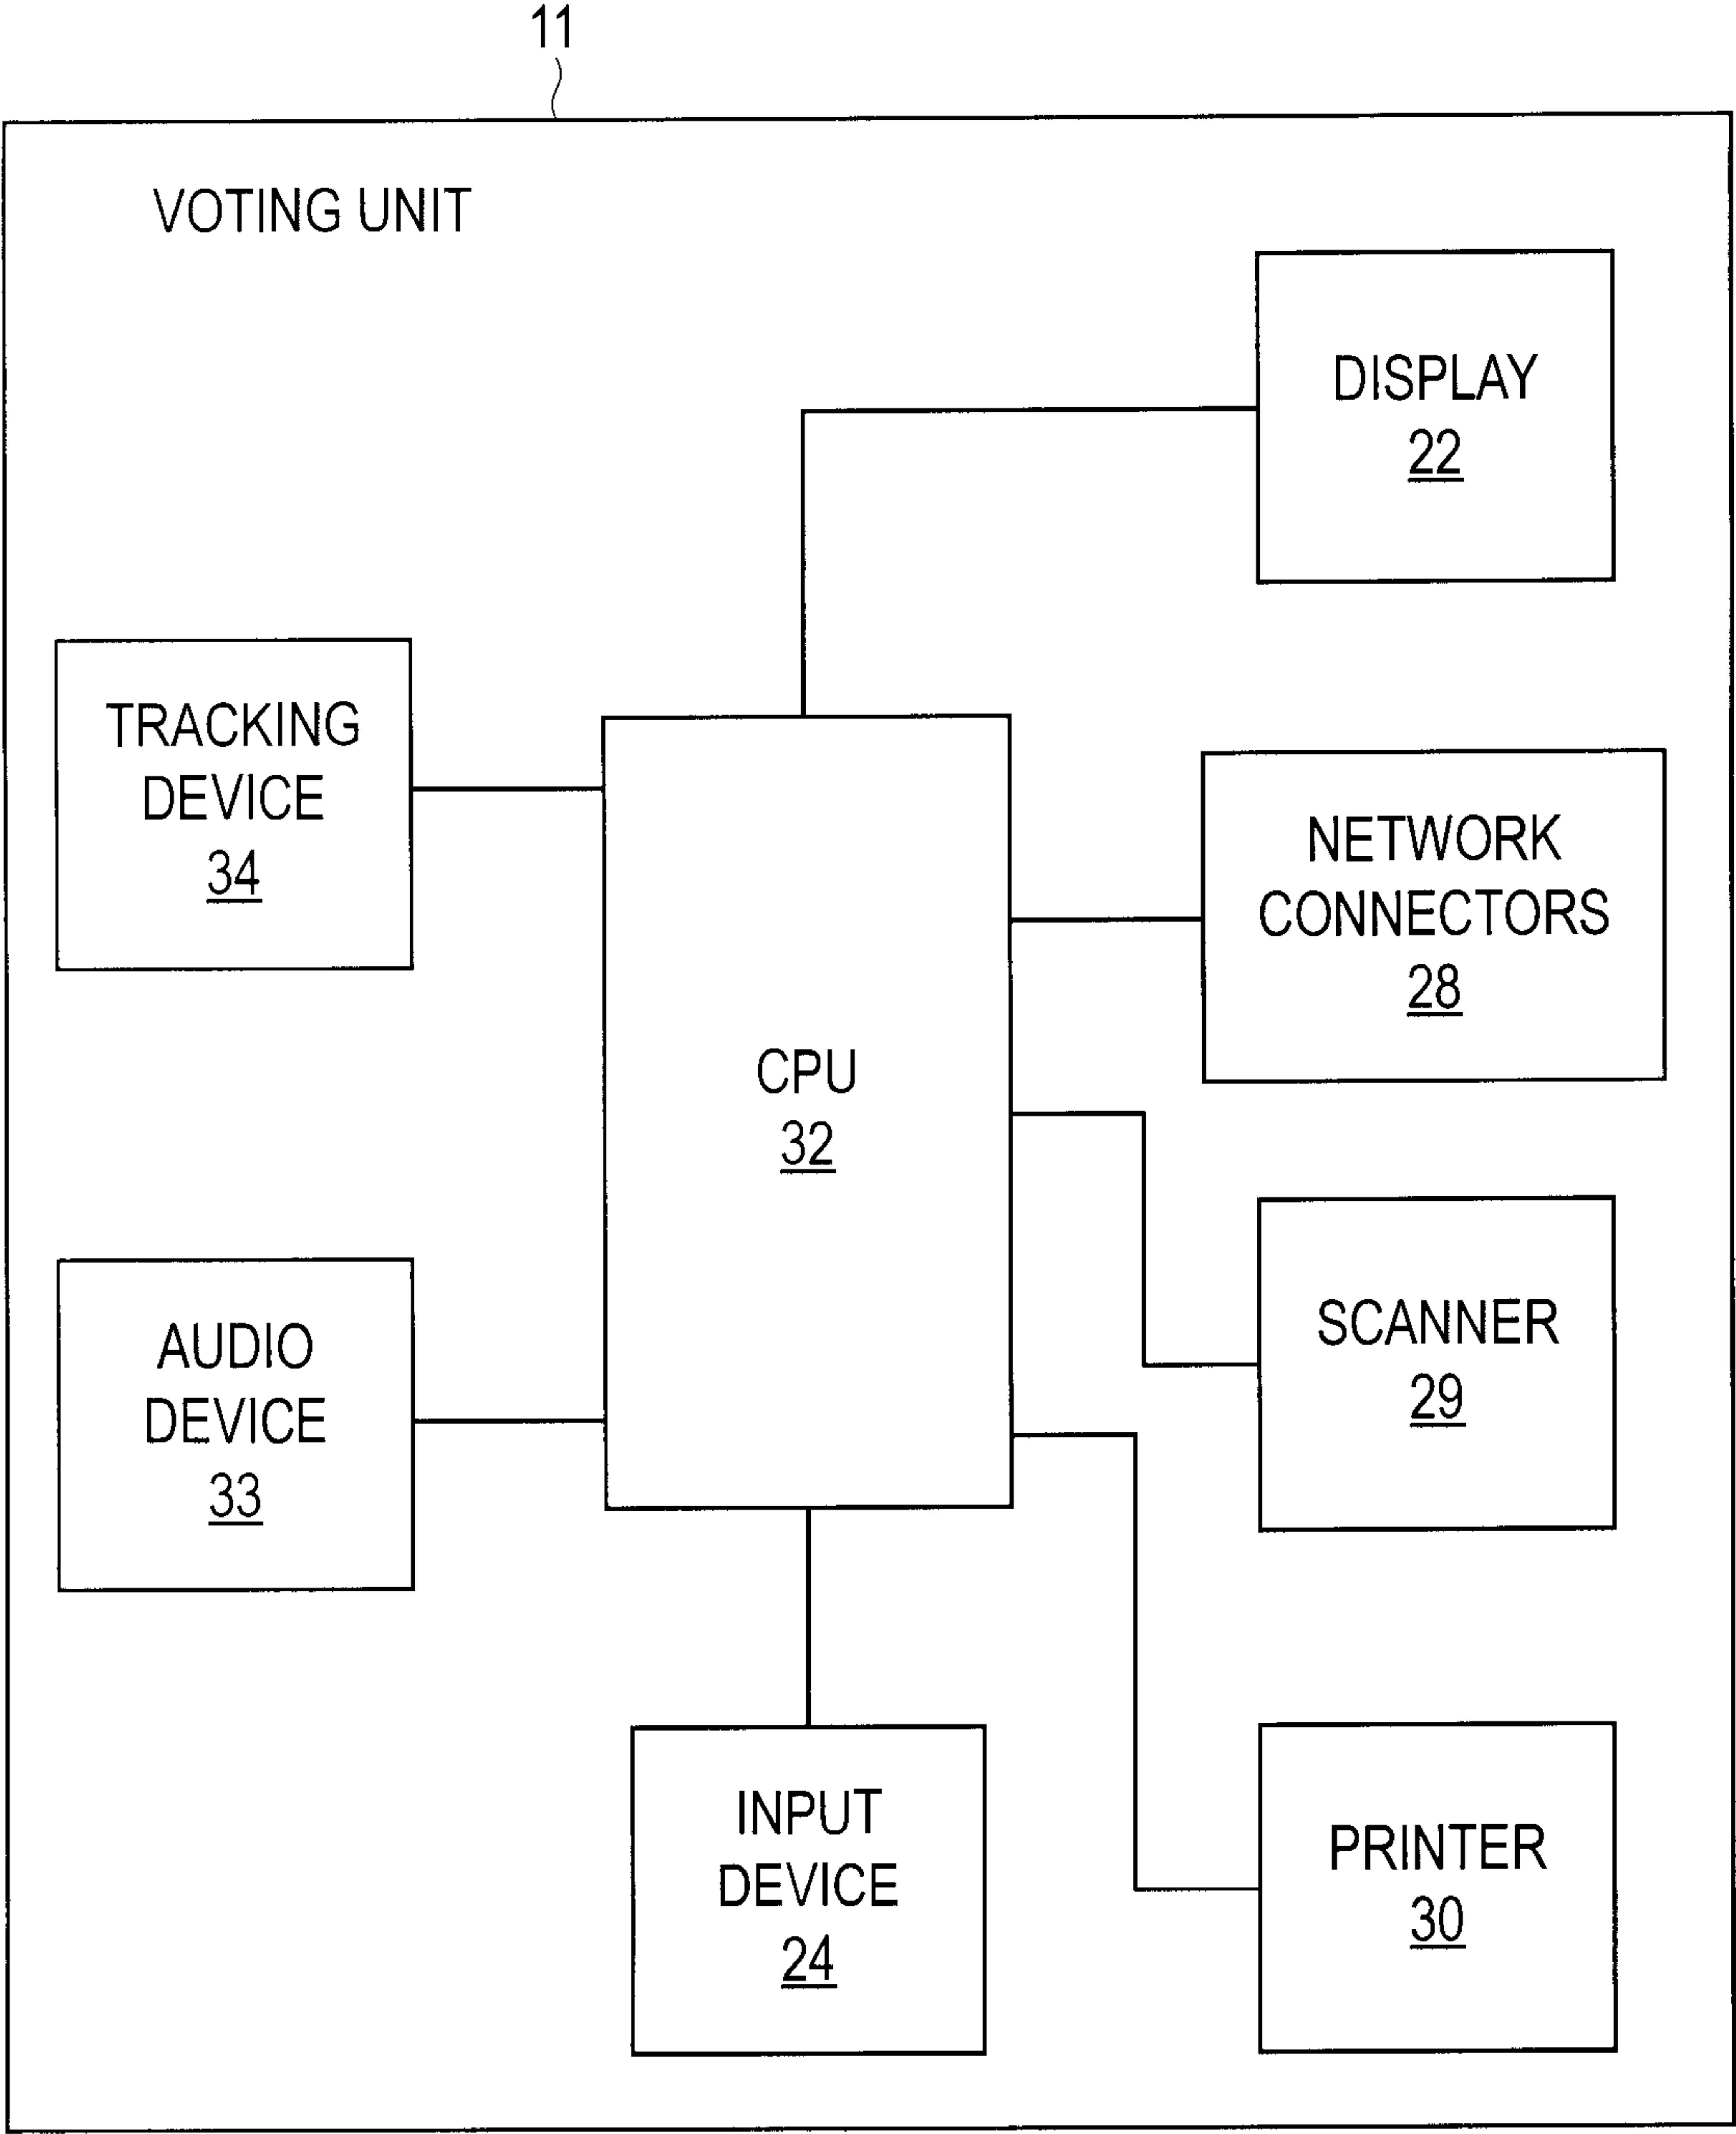 11
VOTING UNIT
DISPLAY
22
TRACKING
DEVICE
34
NETWORK
CONNECTORS
28
CPU
32
SCANNER
29
AUDIO
DEVICE
33
INPUT
DEVICE
24
PRINTER
30